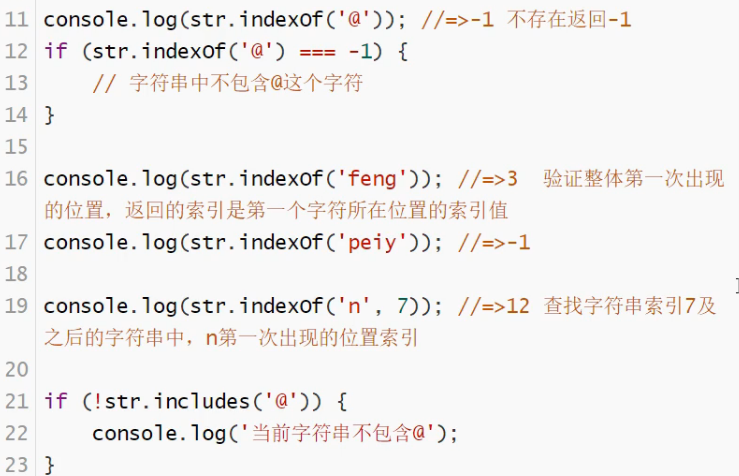 11 console.log(str.indexOf('@')); //=>-1 不存在返回-1
12 if (str.indexOf('@') === -1) {
13     // 字符串中不包含@这个字符
14 }
15
16 console.log(str.indexOf('feng')); //=>3  验证整体第一次出现
的位置，返回的索引是第一个字符所在位置的索引值
17 console.log(str.indexOf('peiy')); //=>-1
18
19 console.log(str.indexOf('n', 7)); //=>12 查找字符串索引7及
之后的字符串中，n第一次出现的位置索引
20
21 if (!str.includes('@')) {
22     console.log('当前字符串不包含@');
23 }